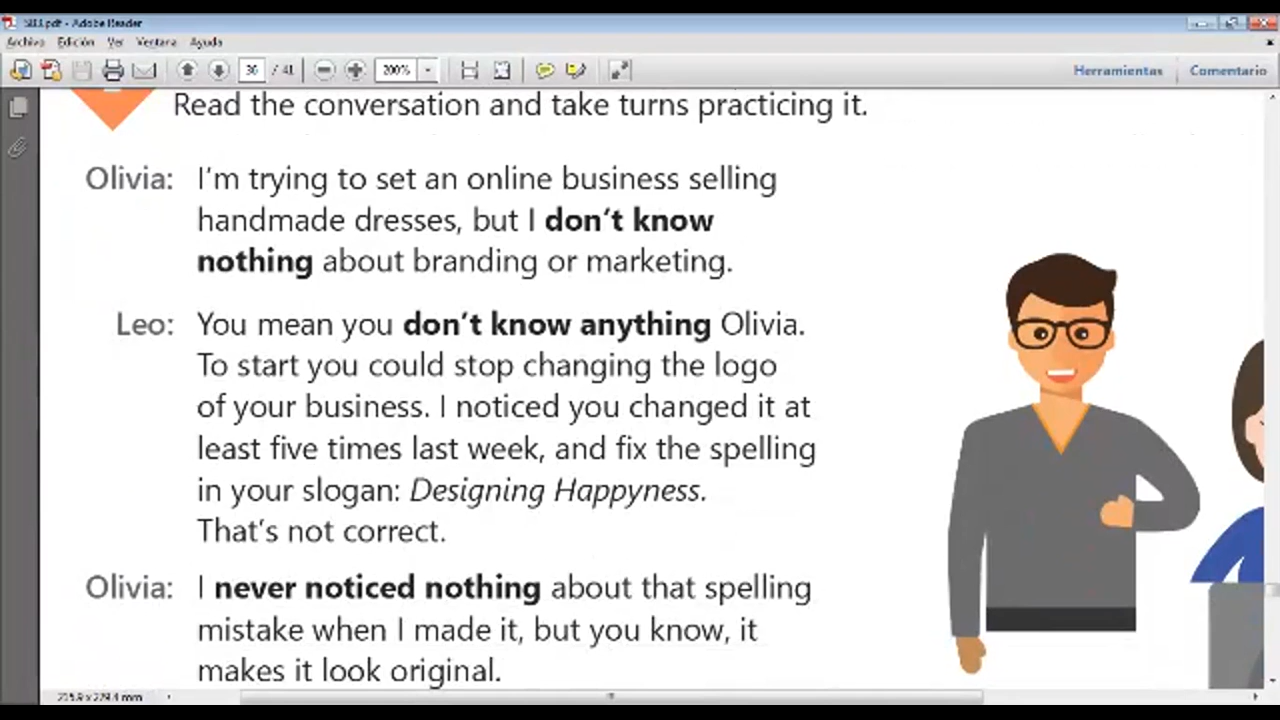 SB3.pdf - Adobe Reader
Archivo Edición Ver Ventana Ayuda
36 / 41 200% Herramientas Comentario
Read the conversation and take turns practicing it.
Olivia: I'm trying to set an online business selling
handmade dresses, but I don't know
nothing about branding or marketing.
Leo: You mean you don't know anything Olivia.
To start you could stop changing the logo
of your business. I noticed you changed it at
least five times last week, and fix the spelling
in your slogan: Designing Happyness.
That's not correct.
Olivia: I never noticed nothing about that spelling
mistake when I made it, but you know, it
makes it look original.